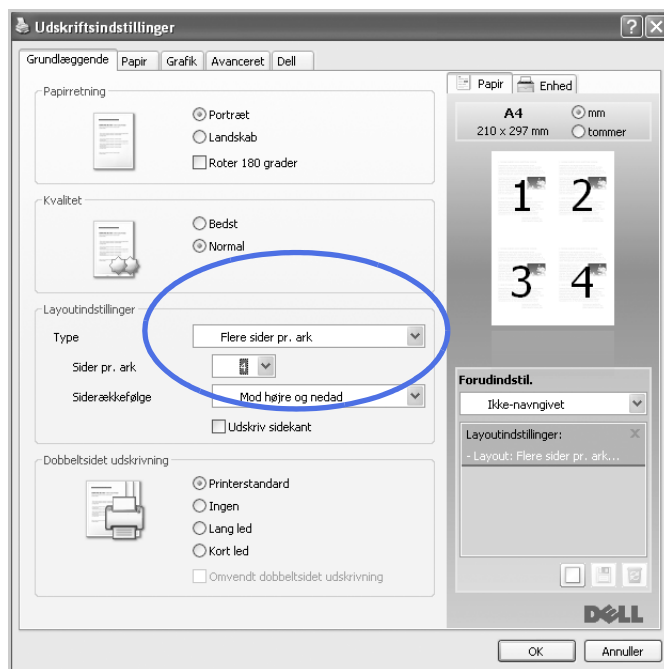 Udskriftsindstillinger
Grundlæggende Papir Grafik Avanceret Dell
Papirretning
Portræt
Landskab
Roter 180 grader
Kvalitet
Bedst
Normal
Layoutindstillinger
Type Flere sider pr. ark
Sider pr. ark 4
Siderækkefølge Mod højre og nedad
Udskriv sidekant
Dobbeltsidet udskrivning
Printerstandard
Ingen
Lang led
Kort led
Omvendt dobbeltsidet udskrivning
Papir Enhed
A4 mm
210 x 297 mm tommer
1 2
3 4
Forudindstil.
Ikke-navngivet
Layoutindstillinger:
- Layout: Flere sider pr. ark...
DELL
OK Annuller